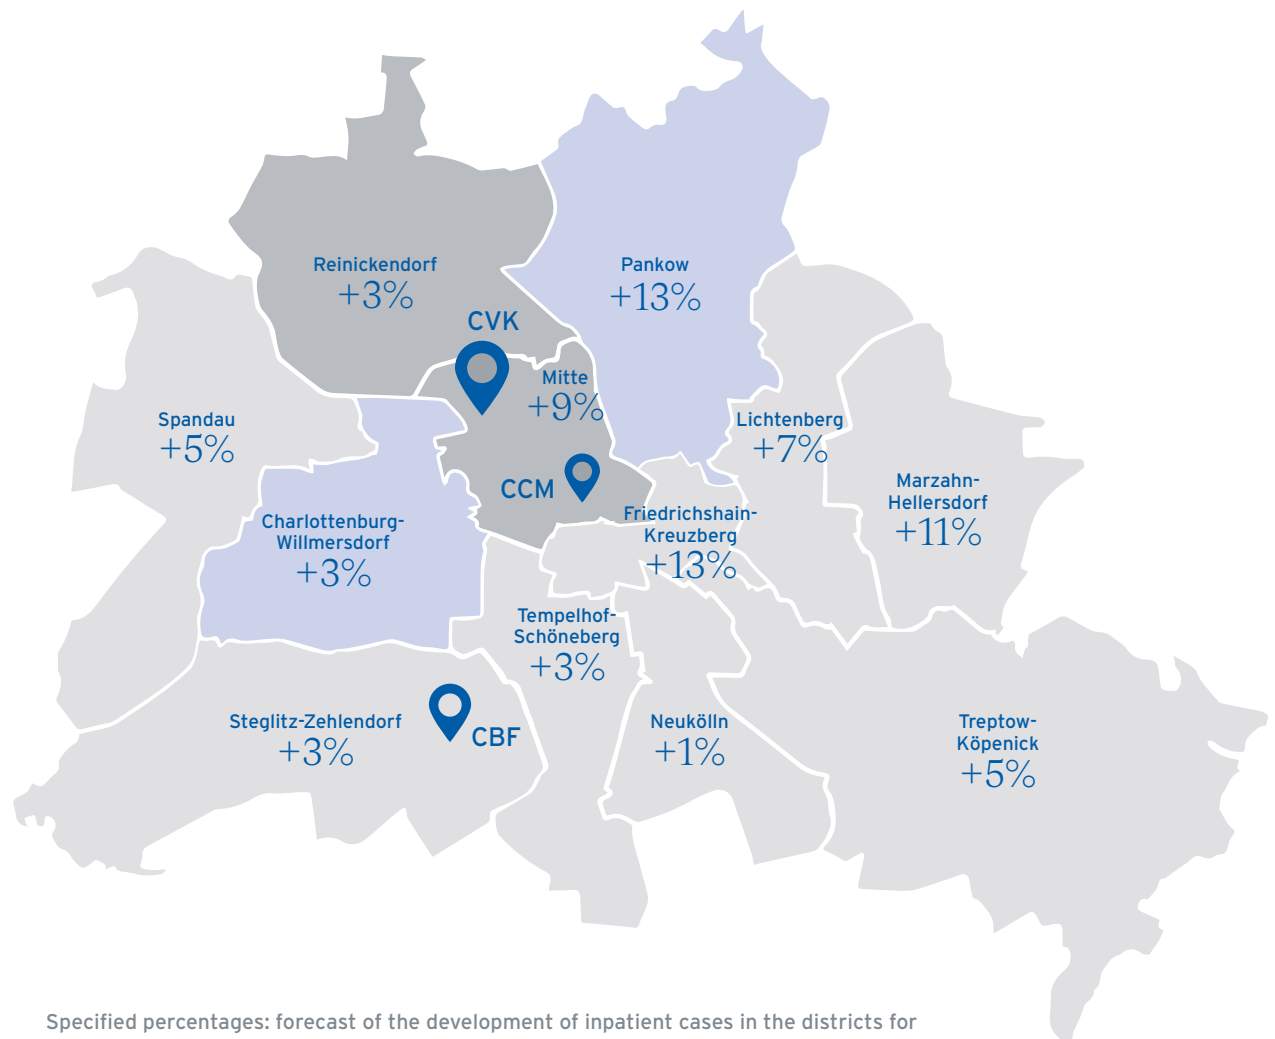 Reinickendorf
+3%
Pankow
+13%
CVK
Mitte
+9%
Spandau
+5%
Lichtenberg
+7%
Marzahn-
Hellersdorf
+11%
CCM
Friedrichshain-
Kreuzberg
+13%
Charlottenburg-
Willmersdorf
+3%
Tempelhof-
Schöneberg
+3%
Steglitz-Zehlendorf
+3%
CBF
Neukölln
+1%
Treptow-
Köpenick
+5%
Specified percentages: forecast of the development of inpatient cases in the districts for